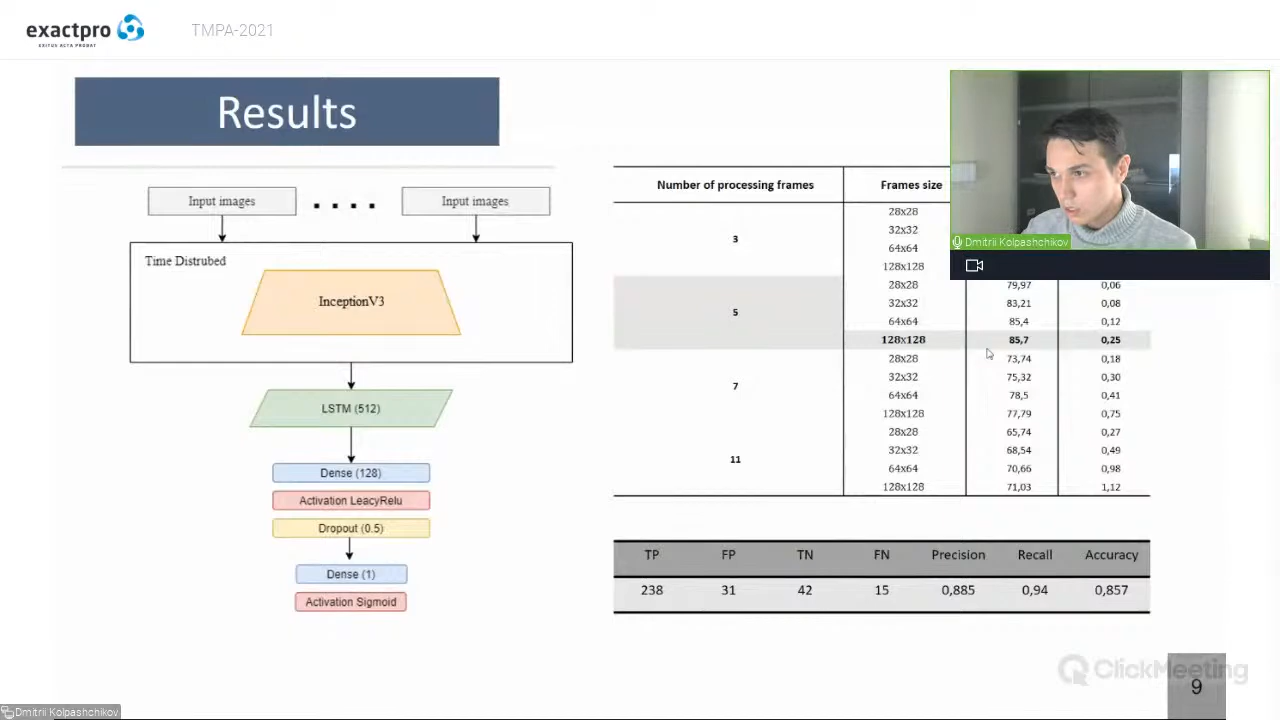 exactpro
EXITUS ACTA PROBAT
TMPA-2021
Results
Input images
Input images
Time Distrubed
InceptionV3
LSTM (512)
Dense (128)
Activation LeacyRelu
Dropout (0.5)
Dense (1)
Activation Sigmoid
Number of processing frames Frames size
3 28x28
32x32
64x64
128x128
5 28x28 79,97 0,06
32x32 83,21 0,08
64x64 85,4 0,12
128x128 85,7 0,25
7 28x28 73,74 0,18
32x32 75,32 0,30
64x64 78,5 0,41
128x128 77,79 0,75
11 28x28 65,74 0,27
32x32 68,54 0,49
64x64 70,66 0,98
128x128 71,03 1,12
TP FP TN FN Precision Recall Accuracy
238 31 42 15 0,885 0,94 0,857
Dmitrii Kolpashchikov
ClickMeeting
9
Dmitrii Kolpashchikov